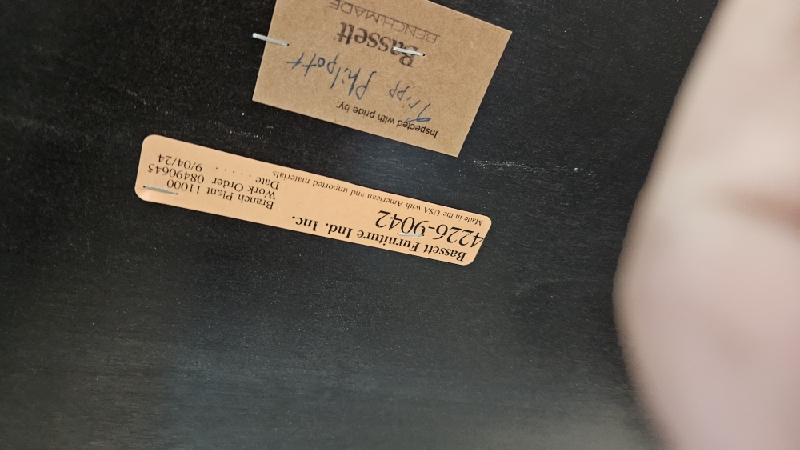 Bassett Furniture Ind. Inc.
4226-9042
Made in the USA with American and imported materials
Branch Plant 11000
Work Order 08490645
Date ..... 9/04/24
Inspected with pride by:
Tripp Philpott
Bassett
BENCHMADE